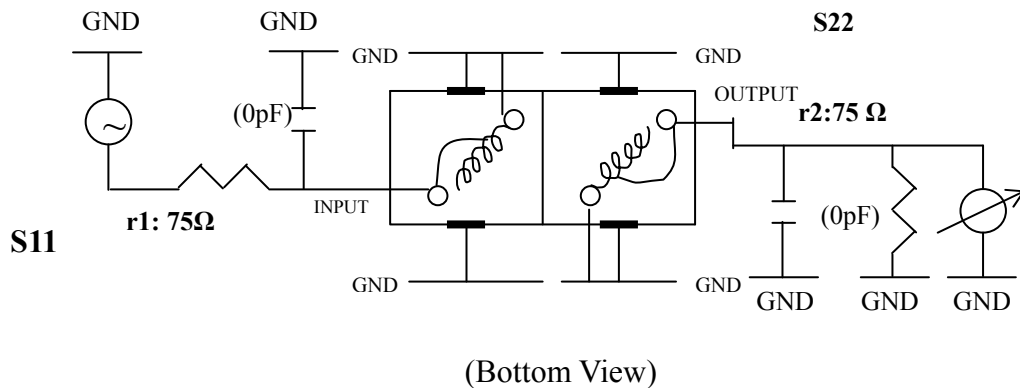 GND
GND
S22
GND
GND
OUTPUT
(0pF)
r2:75 Ω
INPUT
r1: 75Ω
(0pF)
S11
GND
GND
GND
GND
GND
(Bottom View)